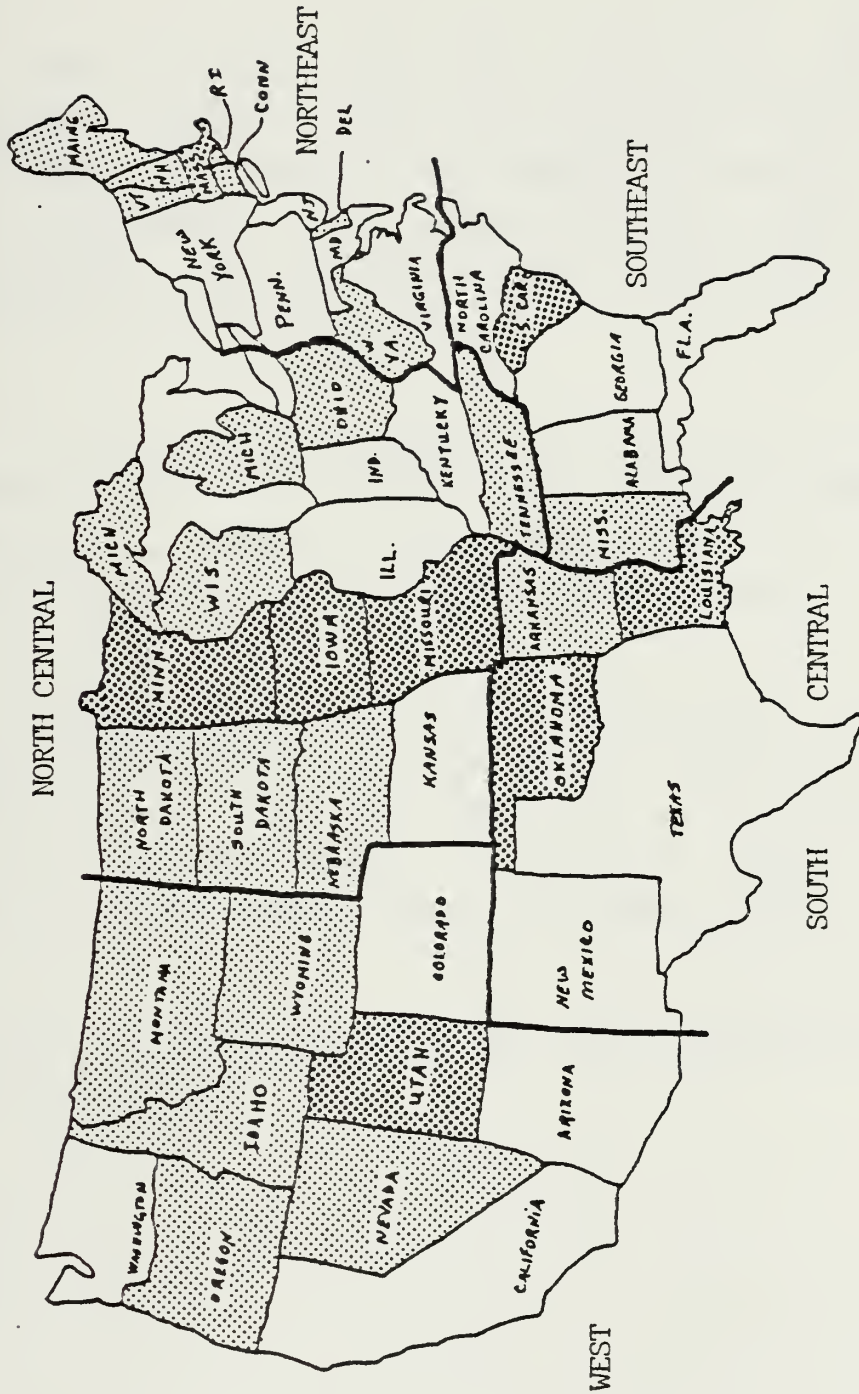 NORTH CENTRAL
NORTHEAST
SOUTHEAST
SOUTH
CENTRAL
WEST
WASHINGTON
OREGON
CALIFORNIA
IDAHO
NEVADA
MONTANA
WYOMING
UTAH
COLORADO
ARIZONA
NEW
MEXICO
NORTH
DAKOTA
SOUTH
DAKOTA
NEBRASKA
KANSAS
OKLAHOMA
TEXAS
MINN
IOWA
MISSOURI
ARKANSAS
LOUISIANA
WIS.
ILL.
MICH
MICH
IND.
OHIO
KENTUCKY
TENNESSEE
MISS.
ALABAMA
GEORGIA
FLA.
S. CAR.
NORTH
CAROLINA
VIRGINIA
W.
VA.
MD
DEL
PENN.
NJ
NEW
YORK
CONN
RI
MASS
VT
NH
MAINE